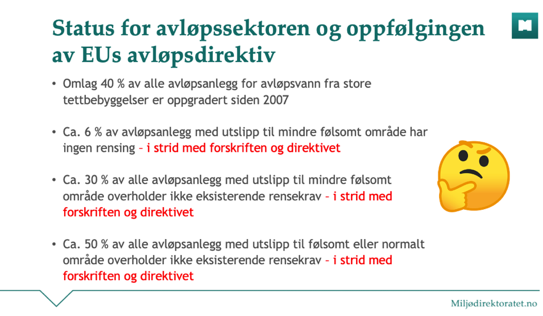 Status for avløpssektoren og oppfølgingen
av EUs avløpsdirektiv
• Omlag 40 % av alle avløpsanlegg for avløpsvann fra store
tettbebyggelser er oppgradert siden 2007
• Ca. 6 % av avløpsanlegg med utslipp til mindre følsomt område har
ingen rensing – i strid med forskriften og direktivet
• Ca. 30 % av alle avløpsanlegg med utslipp til mindre følsomt
område overholder ikke eksisterende rensekrav – i strid med
forskriften og direktivet
• Ca. 50 % av alle avløpsanlegg med utslipp til følsomt eller normalt
område overholder ikke eksisterende rensekrav – i strid med
forskriften og direktivet
Miljødirektoratet.no